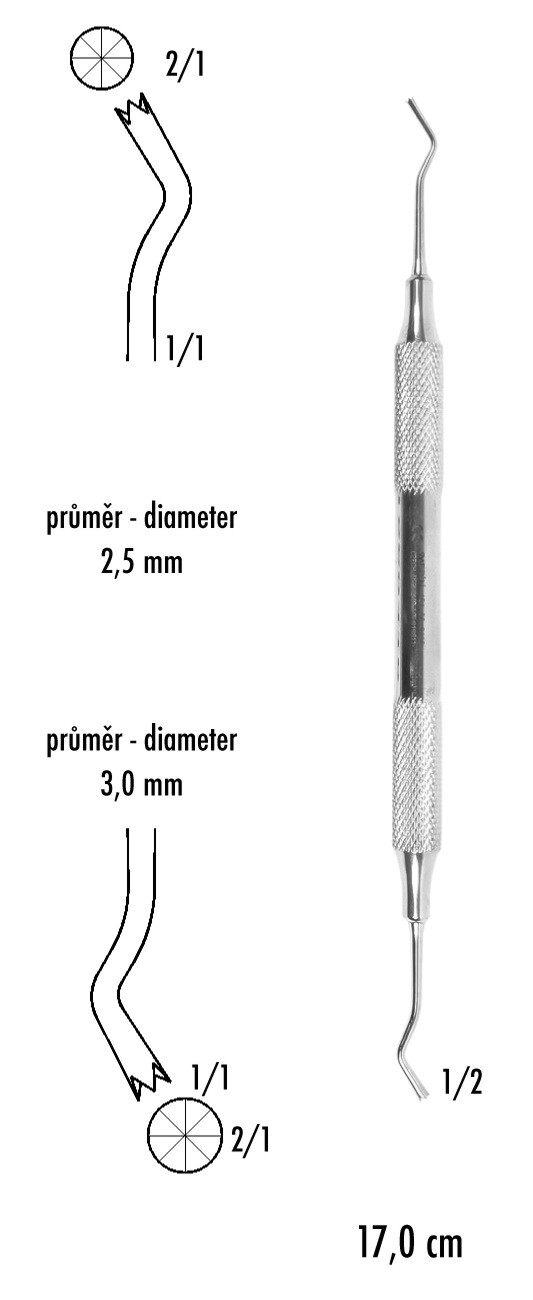 2/1
1/1
průměr - diameter
2,5 mm
průměr - diameter
3,0 mm
1/1
2/1
1/2
17,0 cm